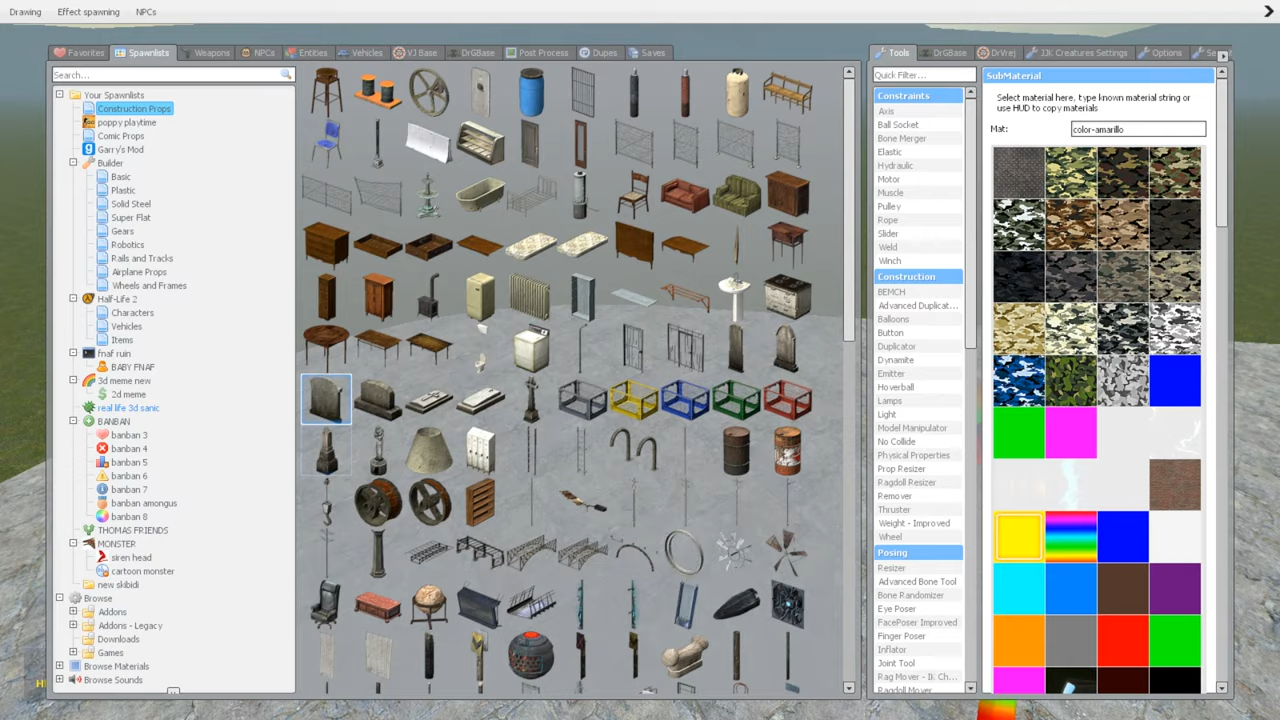 Drawing Effect spawning NPCs
Favorites Spawnlists Weapons NPCs Entities Vehicles VJ Base DrGBase Post Process Dupes Saves
Search...
Your Spawnlists
Construction Props
poppy playtime
Comic Props
Garry's Mod
Builder
Basic
Plastic
Solid Steel
Super Flat
Gears
Robotics
Rails and Tracks
Airplane Props
Wheels and Frames
Half-Life 2
Characters
Vehicles
Items
fnaf ruin
BABY FNAF
3d meme new
2d meme
real life 3d sanic
BANBAN
banban 3
banban 4
banban 5
banban 6
banban 7
banban amongus
banban 8
THOMAS FRIENDS
MONSTER
siren head
cartoon monster
new skibidi
Browse
Addons
Addons - Legacy
Downloads
Games
Browse Materials
Browse Sounds
Tools DrGBase DrVrej JJK Creatures Settings Options Se
Quick Filter...
Constraints
Axis
Ball Socket
Bone Merger
Elastic
Hydraulic
Motor
Muscle
Pulley
Rope
Slider
Weld
Winch
Construction
BEMCH
Advanced Duplicat...
Balloons
Button
Duplicator
Dynamite
Emitter
Hoverball
Lamps
Light
Model Manipulator
No Collide
Physical Properties
Prop Resizer
Ragdoll Resizer
Remover
Thruster
Weight - Improved
Wheel
Posing
Resizer
Advanced Bone Tool
Bone Randomizer
Eye Poser
FacePoser Improved
Finger Poser
Inflator
Joint Tool
Rag Mover - IK Ch...
Ragdoll Mover
SubMaterial
Select material here, type known material string or
use HUD to copy materials
Mat: color-amarillo